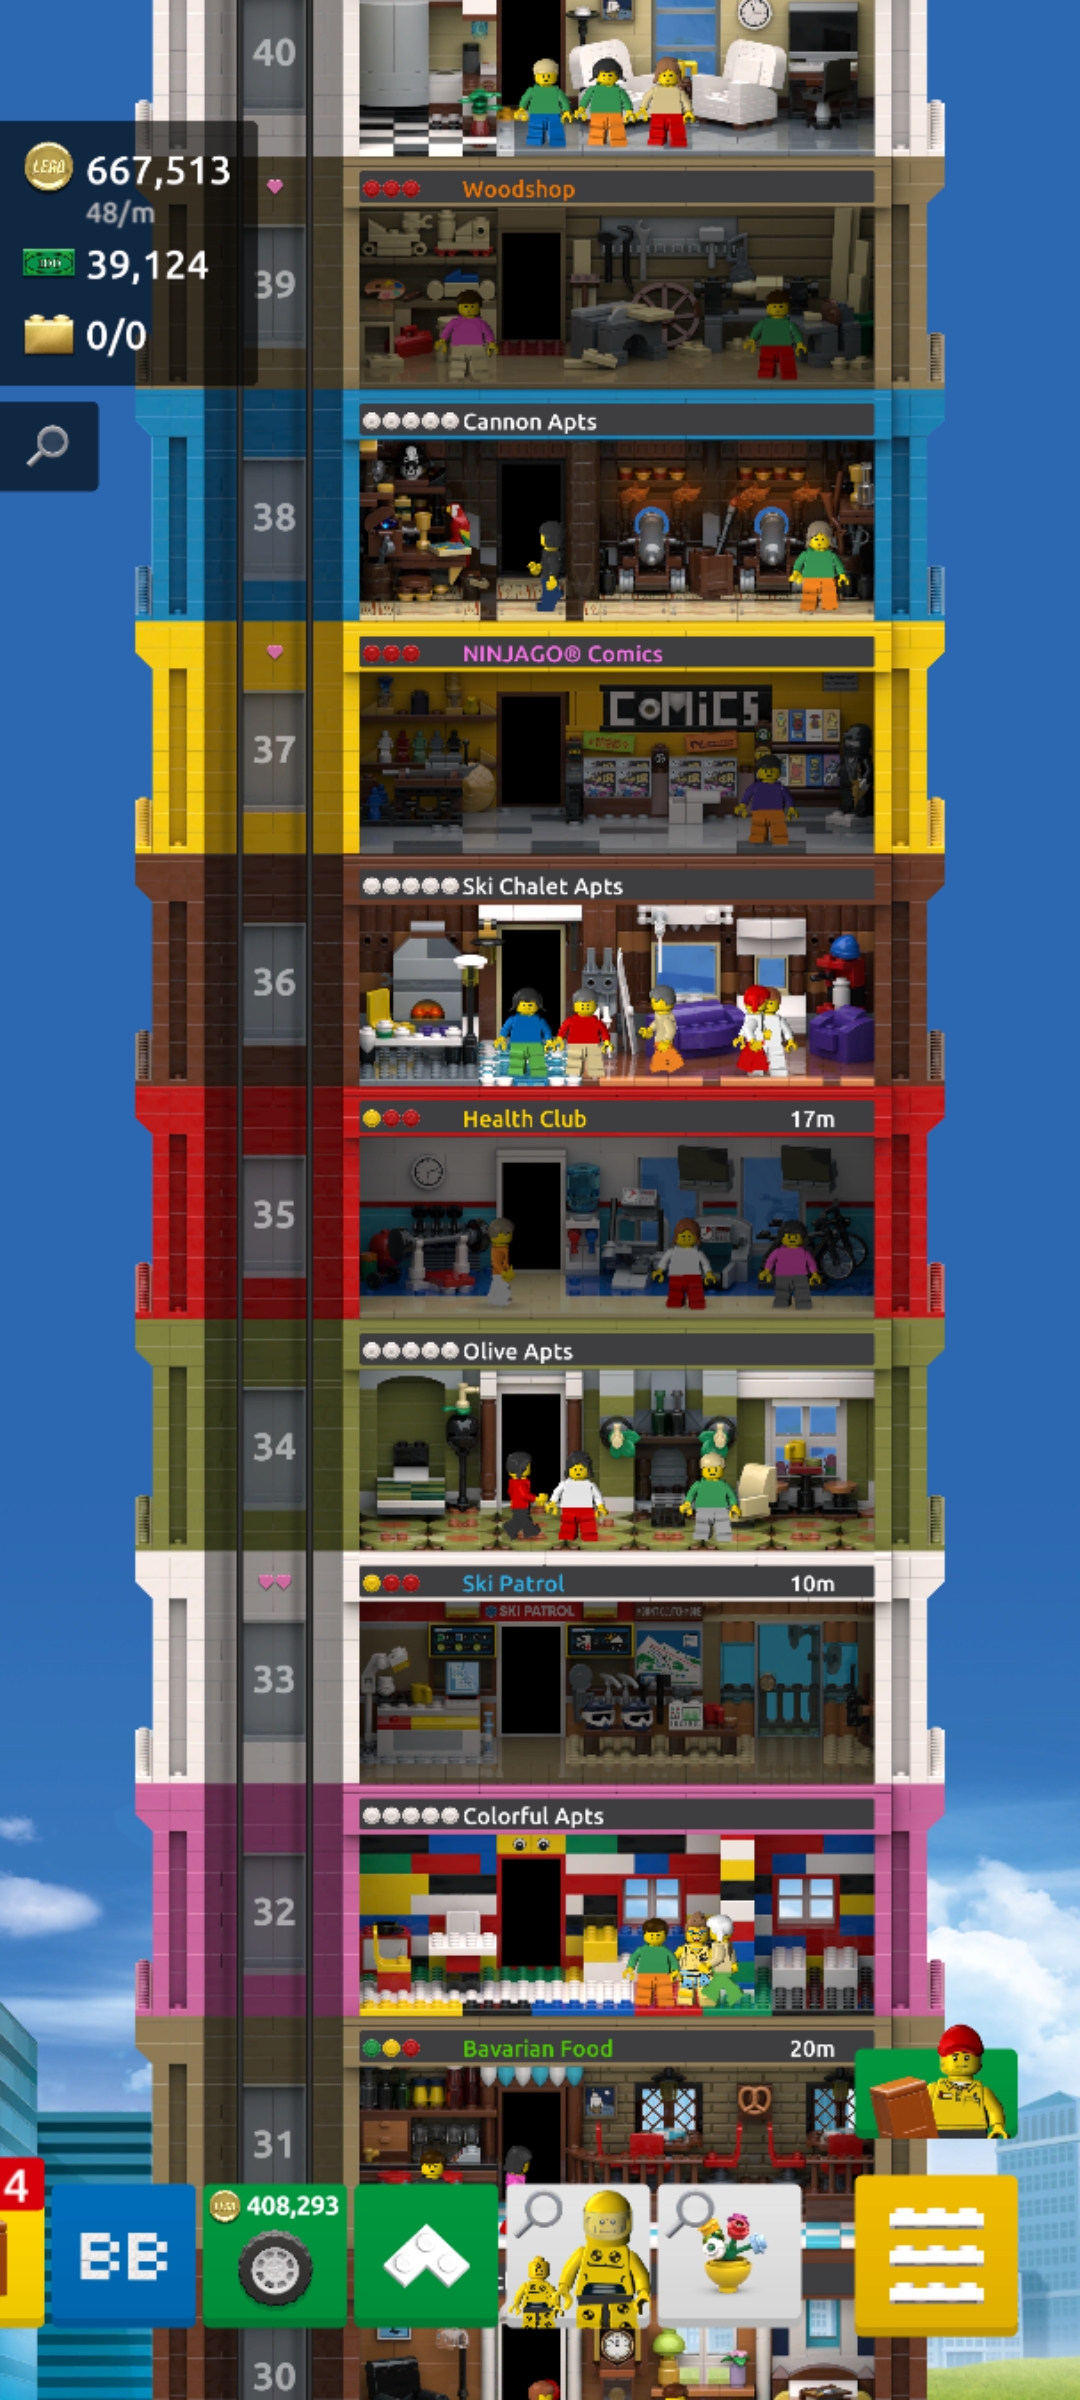 40
LEGO 667,513
48/m
39,124
0/0
Woodshop
39
Cannon Apts
38
NINJAGO® Comics
COMiCS
37
Ski Chalet Apts
36
Health Club 17m
35
Olive Apts
34
Ski Patrol 10m
SKI PATROL
33
Colorful Apts
32
Bavarian Food 20m
31
4
BB
408,293
30